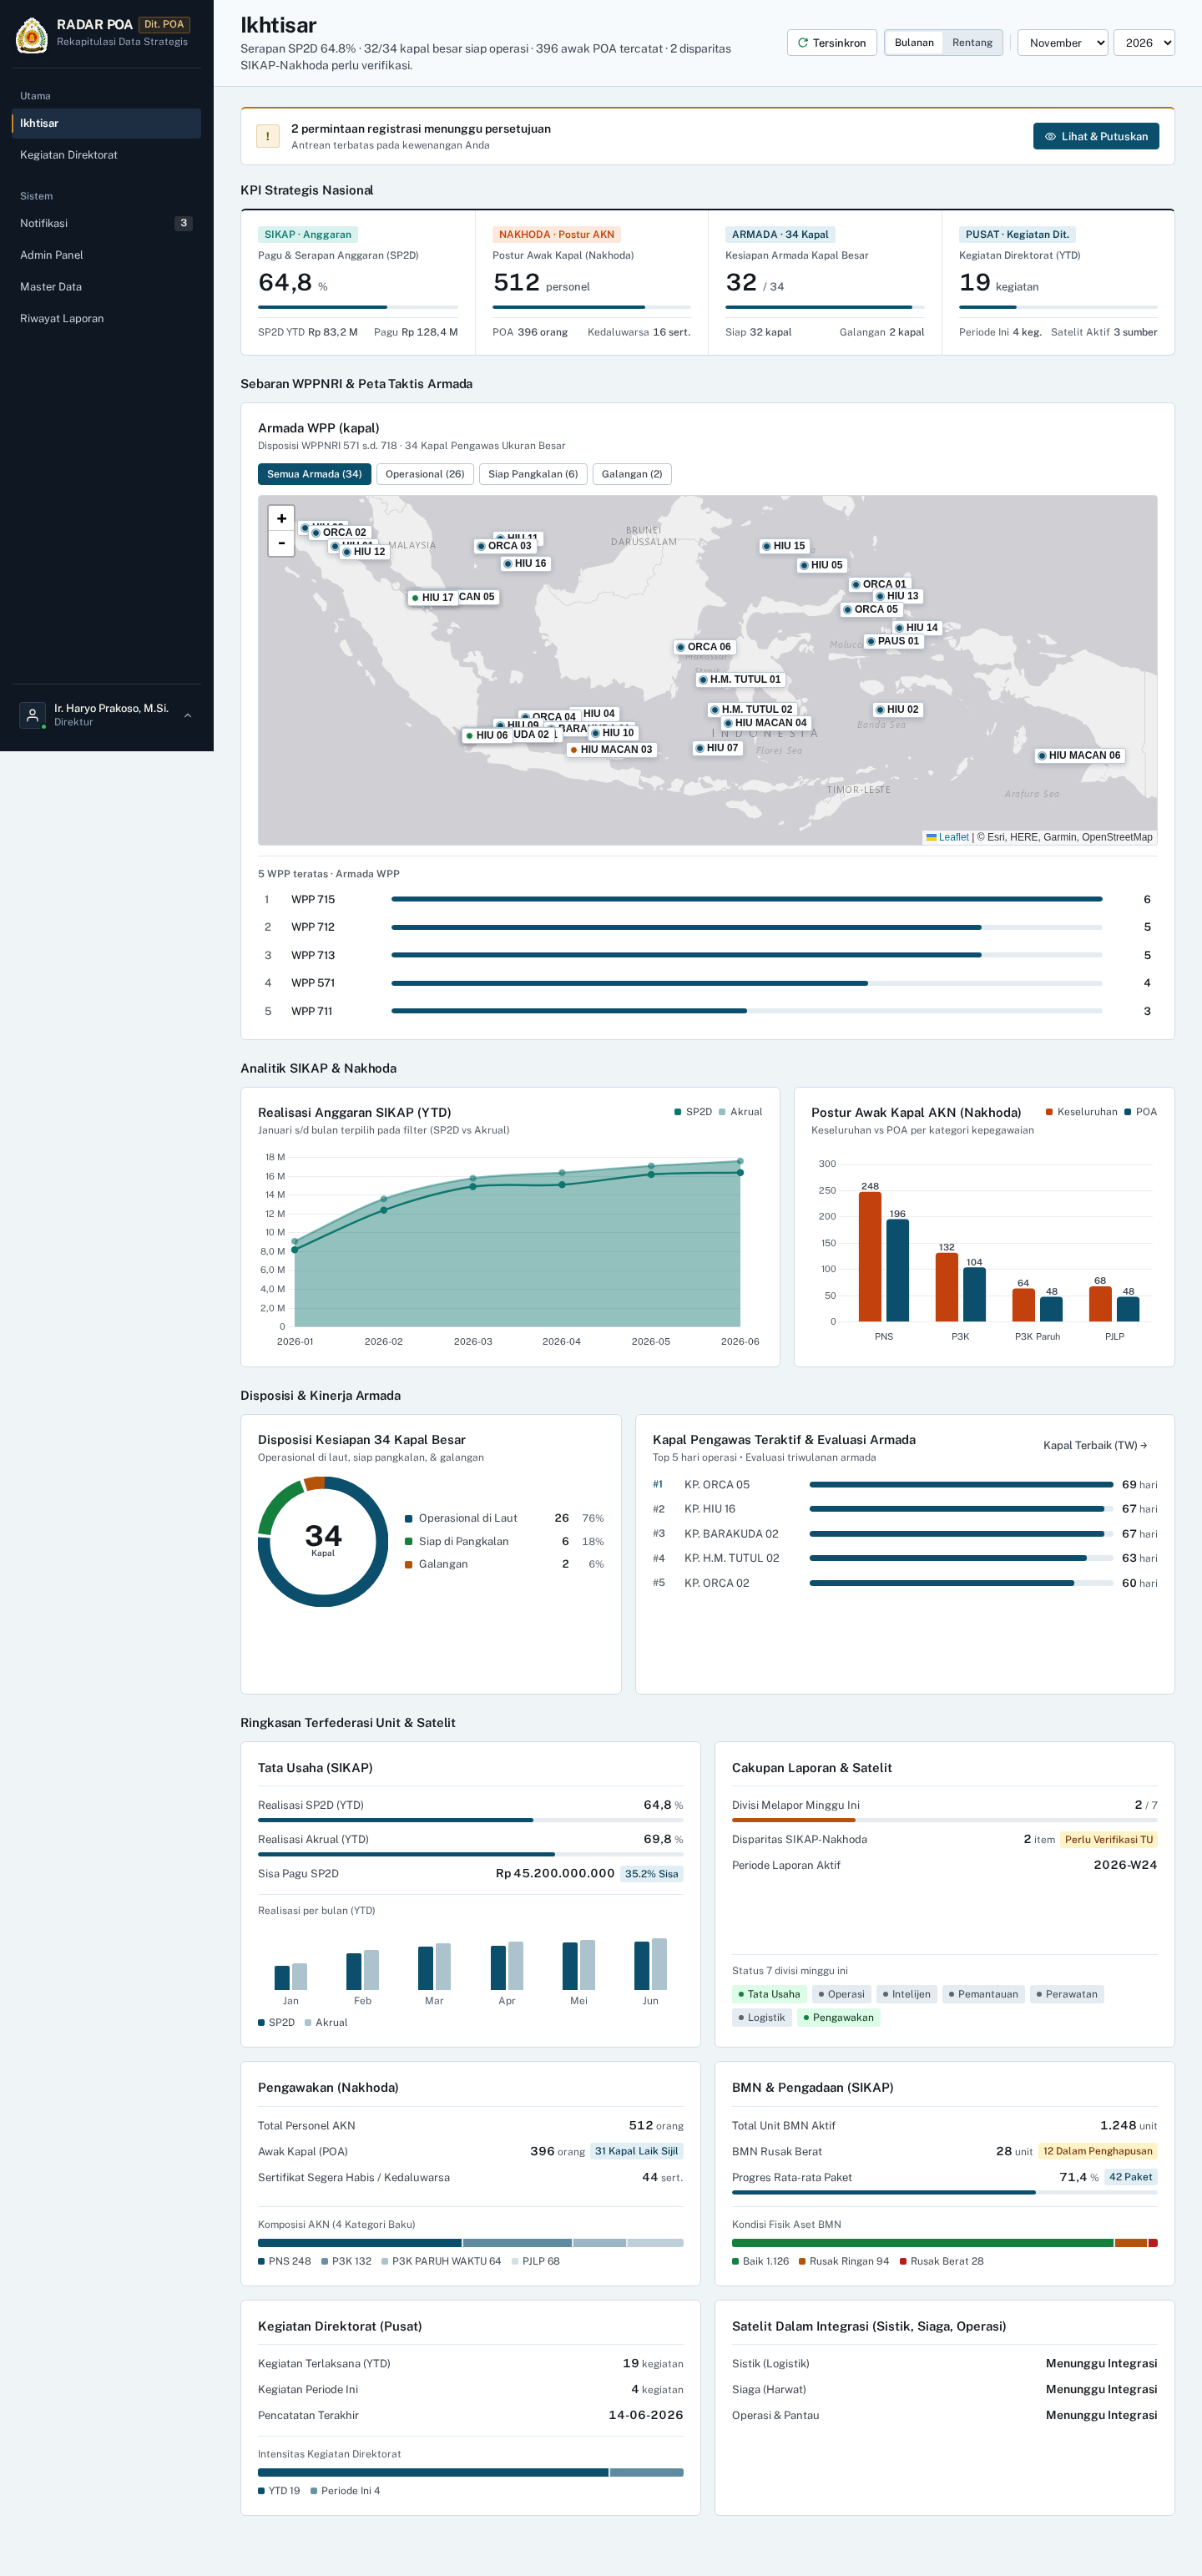 RADAR POA Dit. POA
Rekapitulasi Data Strategis
Utama
Ikhtisar
Kegiatan Direktorat
Sistem
Notifikasi 3
Admin Panel
Master Data
Riwayat Laporan
Ir. Haryo Prakoso, M.Si.
Direktur
Ikhtisar
Serapan SP2D 64.8% · 32/34 kapal besar siap operasi · 396 awak POA tercatat · 2 disparitas
SIKAP-Nakhoda perlu verifikasi.
Tersinkron Bulanan Rentang November 2026
! 2 permintaan registrasi menunggu persetujuan
Antrean terbatas pada kewenangan Anda
Lihat & Putuskan
KPI Strategis Nasional
SIKAP · Anggaran
Pagu & Serapan Anggaran (SP2D)
64,8 %
SP2D YTD Rp 83,2 M Pagu Rp 128,4 M
NAKHODA · Postur AKN
Postur Awak Kapal (Nakhoda)
512 personel
POA 396 orang Kedaluwarsa 16 sert.
ARMADA · 34 Kapal
Kesiapan Armada Kapal Besar
32 / 34
Siap 32 kapal Galangan 2 kapal
PUSAT · Kegiatan Dit.
Kegiatan Direktorat (YTD)
19 kegiatan
Periode Ini 4 keg. Satelit Aktif 3 sumber
Sebaran WPPNRI & Peta Taktis Armada
Armada WPP (kapal)
Disposisi WPPNRI 571 s.d. 718 · 34 Kapal Pengawas Ukuran Besar
Semua Armada (34) Operasional (26) Siap Pangkalan (6) Galangan (2)
+
-
ORCA 02
HIU 12
MALAYSIA
HIU 11
ORCA 03
HIU 16
BRUNEI
DARUSSALAM
HIU 15
HIU 05
ORCA 01
HIU 13
ORCA 05
HIU 17
CAN 05
HIU 14
PAUS 01
ORCA 06
H.M. TUTUL 01
H.M. TUTUL 02
HIU MACAN 04
HIU 02
Banda Sea
HIU 04
ORCA 04
HIU 09
HIU 06
UDA 02
HIU 10
HIU MACAN 03
INDONESIA
HIU 07
Flores Sea
HIU MACAN 06
TIMOR-LESTE
Arafura Sea
Leaflet | © Esri, HERE, Garmin, OpenStreetMap
5 WPP teratas · Armada WPP
1 WPP 715 6
2 WPP 712 5
3 WPP 713 5
4 WPP 571 4
5 WPP 711 3
Analitik SIKAP & Nakhoda
Realisasi Anggaran SIKAP (YTD) SP2D Akrual
Januari s/d bulan terpilih pada filter (SP2D vs Akrual)
18 M
16 M
14 M
12 M
10 M
8,0 M
6,0 M
4,0 M
2,0 M
0
2026-01 2026-02 2026-03 2026-04 2026-05 2026-06
Postur Awak Kapal AKN (Nakhoda) Keseluruhan POA
Keseluruhan vs POA per kategori kepegawaian
300
250
200
150
100
50
0
248 196 132 104 64 48 68 48
PNS P3K P3K Paruh PJLP
Disposisi & Kinerja Armada
Disposisi Kesiapan 34 Kapal Besar
Operasional di laut, siap pangkalan, & galangan
34
Kapal
Operasional di Laut 26 76%
Siap di Pangkalan 6 18%
Galangan 2 6%
Kapal Pengawas Teraktif & Evaluasi Armada
Top 5 hari operasi • Evaluasi triwulanan armada
Kapal Terbaik (TW) →
#1 KP. ORCA 05 69 hari
#2 KP. HIU 16 67 hari
#3 KP. BARAKUDA 02 67 hari
#4 KP. H.M. TUTUL 02 63 hari
#5 KP. ORCA 02 60 hari
Ringkasan Terfederasi Unit & Satelit
Tata Usaha (SIKAP)
Realisasi SP2D (YTD) 64,8 %
Realisasi Akrual (YTD) 69,8 %
Sisa Pagu SP2D Rp 45.200.000.000 35.2% Sisa
Realisasi per bulan (YTD)
Jan Feb Mar Apr Mei Jun
SP2D Akrual
Cakupan Laporan & Satelit
Divisi Melapor Minggu Ini 2 / 7
Disparitas SIKAP-Nakhoda 2 item Perlu Verifikasi TU
Periode Laporan Aktif 2026-W24
Status 7 divisi minggu ini
Tata Usaha Operasi Intelijen Pemantauan Perawatan
Logistik Pengawakan
Pengawakan (Nakhoda)
Total Personel AKN 512 orang
Awak Kapal (POA) 396 orang 31 Kapal Laik Sijil
Sertifikat Segera Habis / Kedaluwarsa 44 sert.
Komposisi AKN (4 Kategori Baku)
PNS 248 P3K 132 P3K PARUH WAKTU 64 PJLP 68
BMN & Pengadaan (SIKAP)
Total Unit BMN Aktif 1.248 unit
BMN Rusak Berat 28 unit 12 Dalam Penghapusan
Progres Rata-rata Paket 71,4 % 42 Paket
Kondisi Fisik Aset BMN
Baik 1.126 Rusak Ringan 94 Rusak Berat 28
Kegiatan Direktorat (Pusat)
Kegiatan Terlaksana (YTD) 19 kegiatan
Kegiatan Periode Ini 4 kegiatan
Pencatatan Terakhir 14-06-2026
Intensitas Kegiatan Direktorat
YTD 19 Periode Ini 4
Satelit Dalam Integrasi (Sistik, Siaga, Operasi)
Sistik (Logistik) Menunggu Integrasi
Siaga (Harwat) Menunggu Integrasi
Operasi & Pantau Menunggu Integrasi